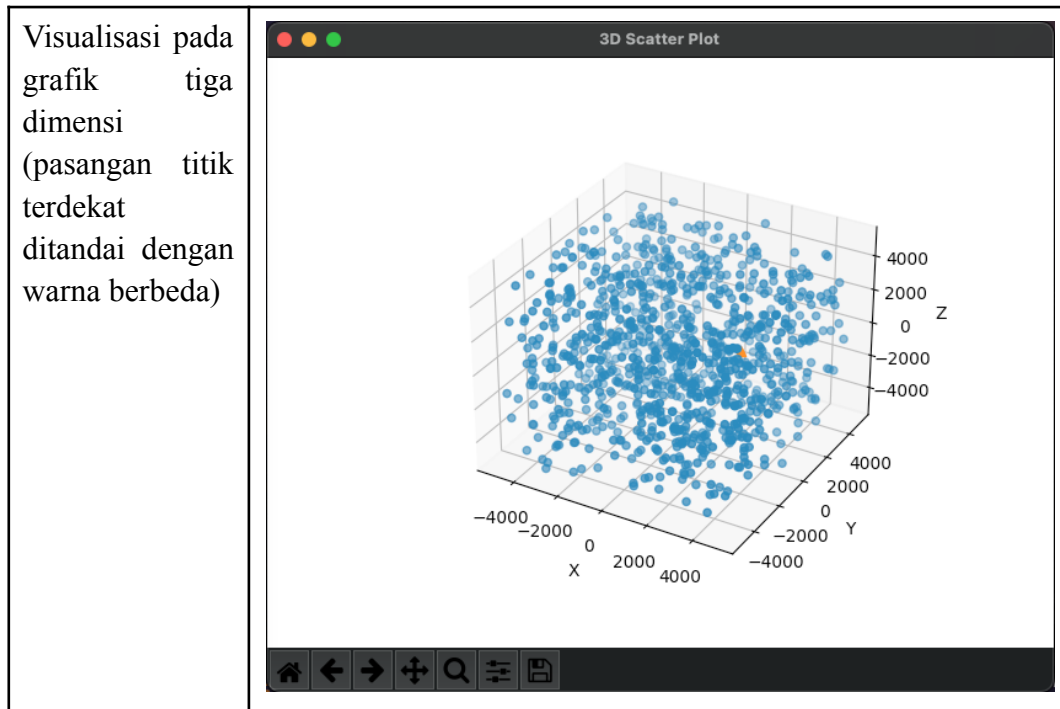 Visualisasi pada
grafik tiga
dimensi
(pasangan titik
terdekat
ditandai dengan
warna berbeda)
3D Scatter Plot
4000
2000
0
−2000
−4000
Z
4000
2000
0
−2000
−4000
Y
−4000
−2000
0
2000
4000
X